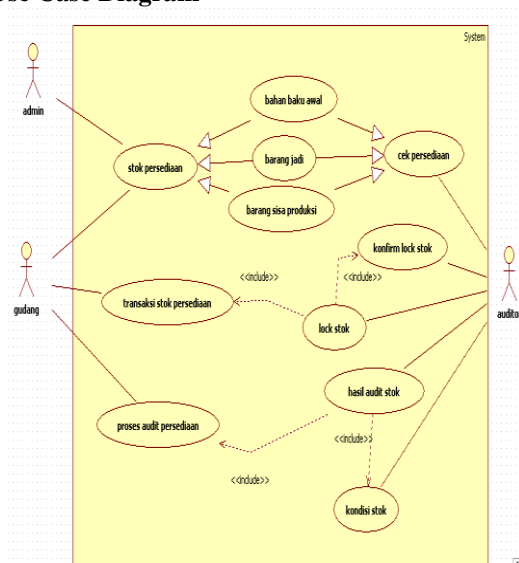 Use Case Diagram
System
admin
bahan baku awal
stok persediaan
barang jadi
cek persediaan
barang sisa produksi
konfirm lock stok
<<include>>
<<include>>
gudang
transaksi stok persediaan
lock stok
auditor
hasil audit stok
proses audit persediaan
<<include>>
<<include>>
kondisi stok